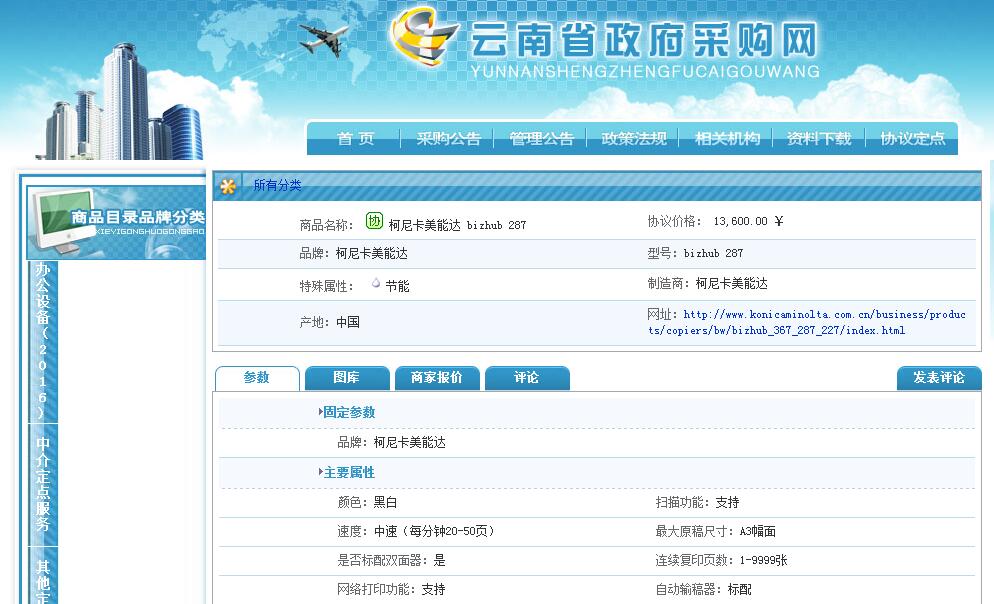 云南省政府采购网
YUNNANSHENGZHENGFUCAIGOUWANG
首 页 采购公告 管理公告 政策法规 相关机构 资料下载 协议定点
商品目录品牌分类
办公设备(2016)
中介定点服务
其他定
所有分类
商品名称： 协 柯尼卡美能达 bizhub 287 协议价格： 13,600.00 ￥
品牌：柯尼卡美能达 型号：bizhub 287
特殊属性： 节能 制造商：柯尼卡美能达
产地：中国 网址：http://www.konicaminolta.com.cn/business/produc
ts/copiers/bw/bizhub_367_287_227/index.html
参数 图库 商家报价 评论 发表评论
固定参数
品牌：柯尼卡美能达
主要属性
颜色：黑白 扫描功能：支持
速度：中速（每分钟20-50页） 最大原稿尺寸：A3幅面
是否标配双面器：是 连续复印页数：1-9999张
网络打印功能：支持 自动输稿器：标配